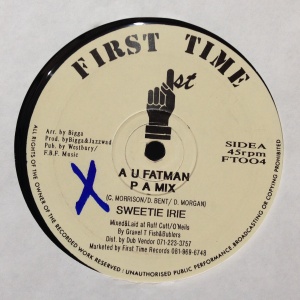 FIRST TIME
1st
Arr. by Biggs
Prod. by Biggs & Jazzwad
Pub. by Westbury/
F.B.F. Music
SIDE A
45rpm
FT004
A U FATMAN
P A MIX
(C. MORRISON/D. BENT/ D. MORGAN)
SWEETIE IRIE
X
Mixed & Laid at Ruff Cutt/O'Neils
By Gravel T Fish & Bublers
Dist. by Dub Vendor 071-223-3757
Marketed by First Time Records 081-969-6748
ALL RIGHTS OF THE OWNER OF THE RECORDED WORK RESERVED / UNAUTHORISED PUBLIC PERFORMANCE BROADCASTING OR COPYING PROHIBITED